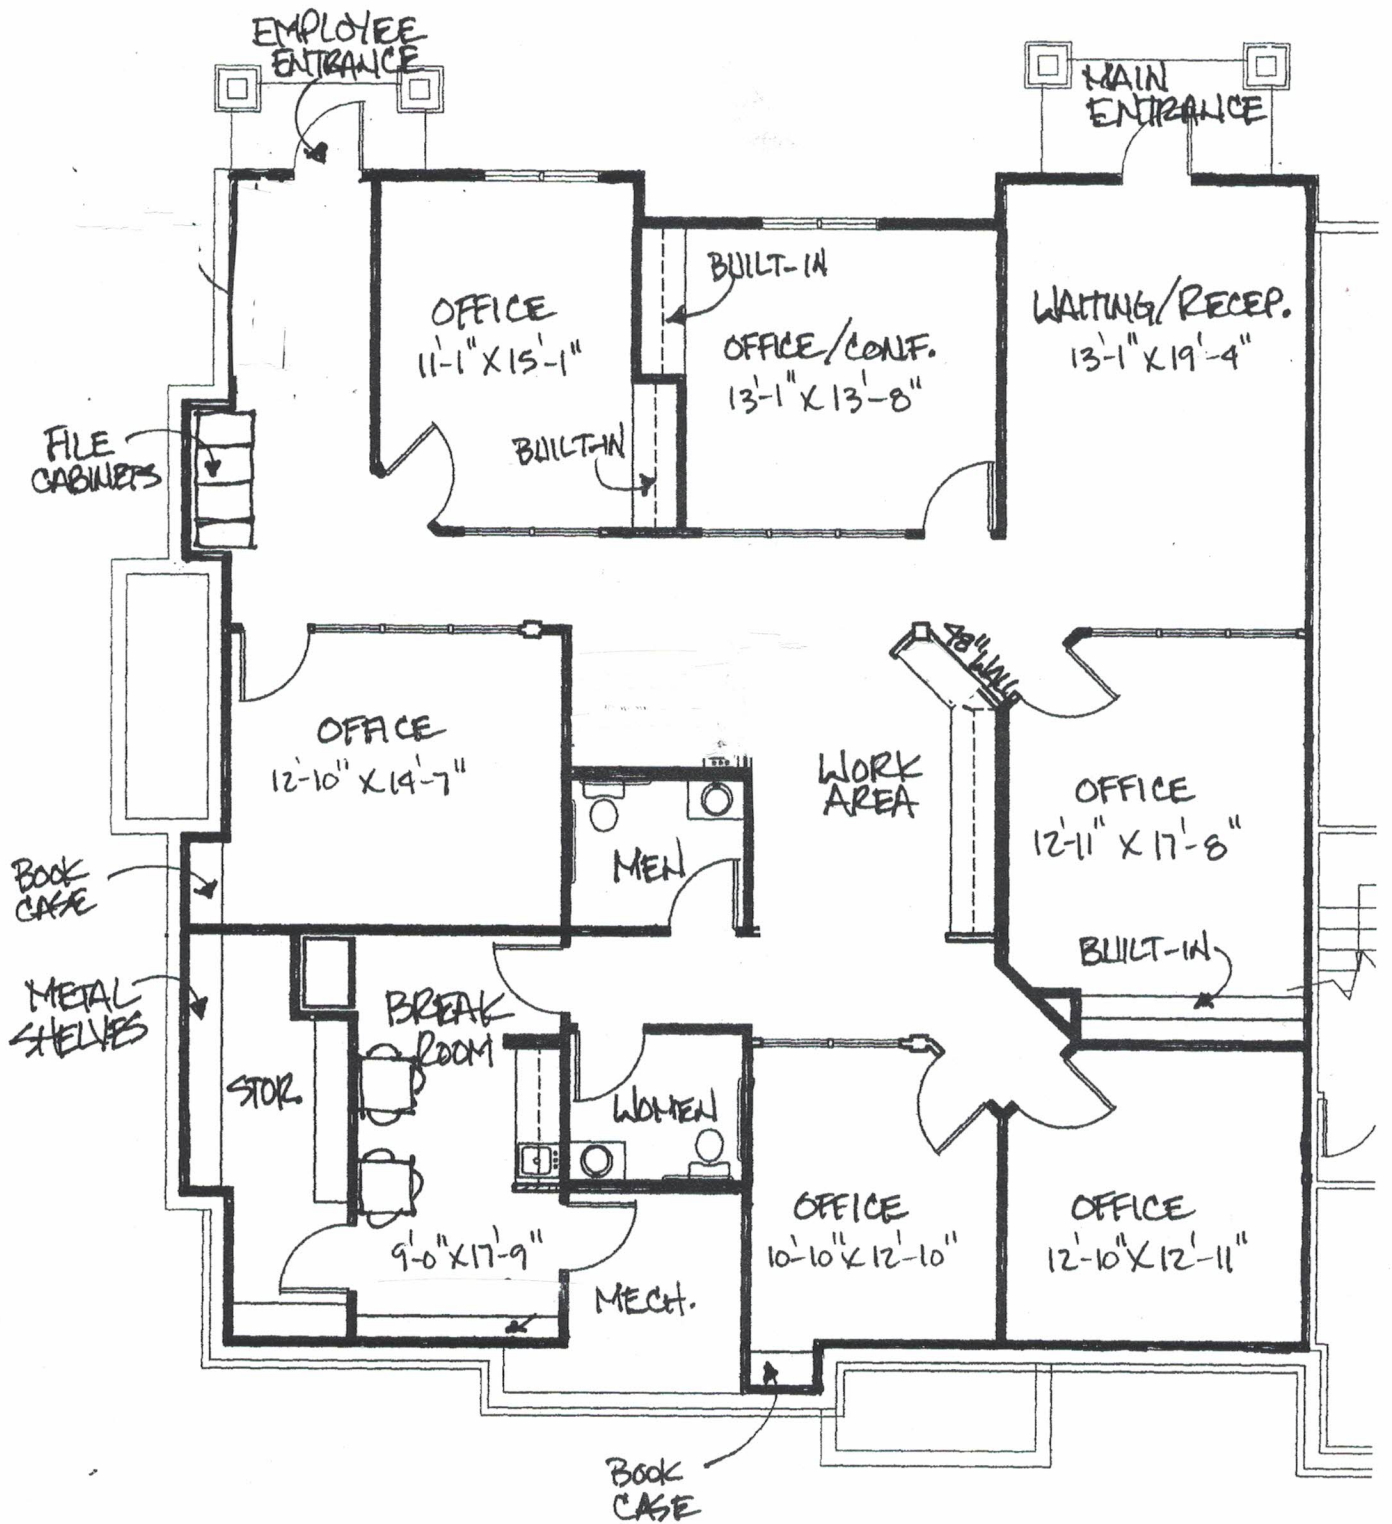 EMPLOYEE
ENTRANCE
MAIN
ENTRANCE
BUILT-IN
OFFICE
11'-1" X 15'-1"
OFFICE/CONF.
13'-1" X 13'-8"
WAITING/RECEP.
13'-1" X 19'-4"
FILE
CABINETS
BUILT-IN
48" WALL
OFFICE
12'-10" X 14'-7"
WORK
AREA
OFFICE
12'-11" X 17'-8"
MEN
BOOK
CASE
BUILT-IN
METAL
SHELVES
BREAK
ROOM
STOR.
WOMEN
OFFICE
10'-10" X 12'-10"
OFFICE
12'-10" X 12'-11"
9'-0" X 17'-9"
MECH.
BOOK
CASE